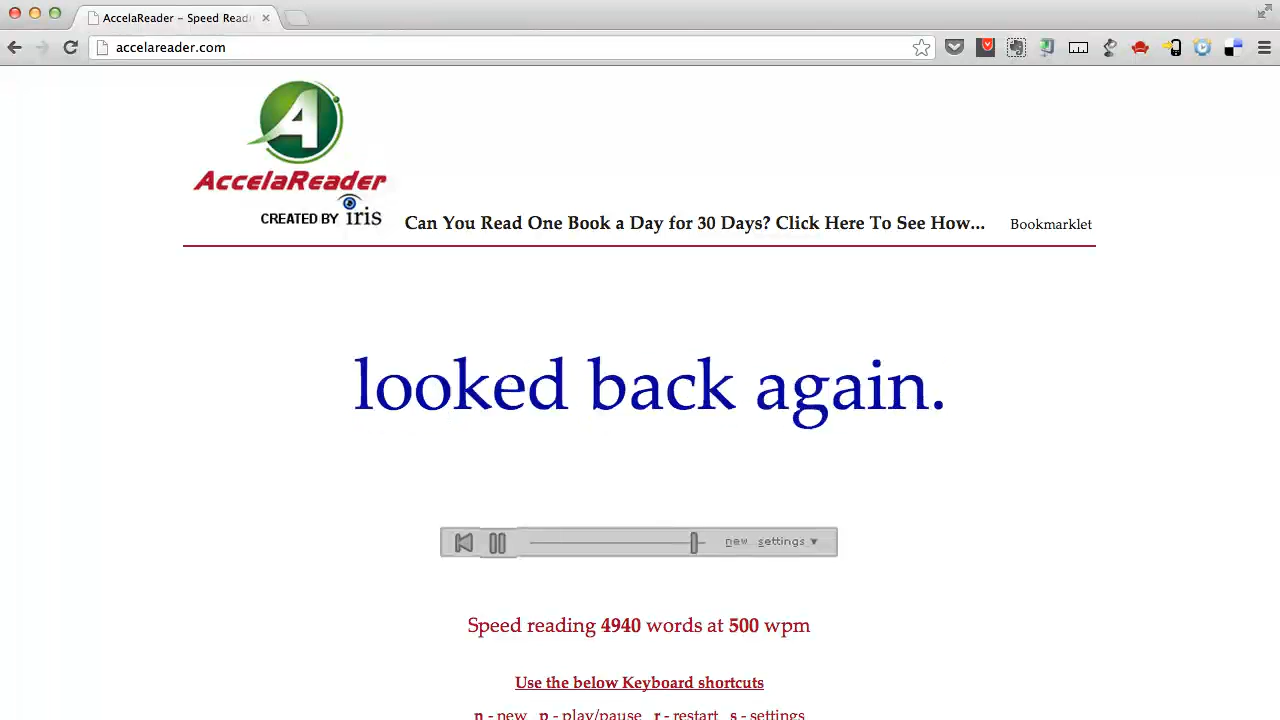 AccelaReader – Speed Read
accelareader.com
A
AccelaReader
CREATED BY iris
Can You Read One Book a Day for 30 Days? Click Here To See How...
Bookmarklet
looked back again.
new settings ▼
Speed reading 4940 words at 500 wpm
Use the below Keyboard shortcuts
n - new p - play/pause r - restart s - settings